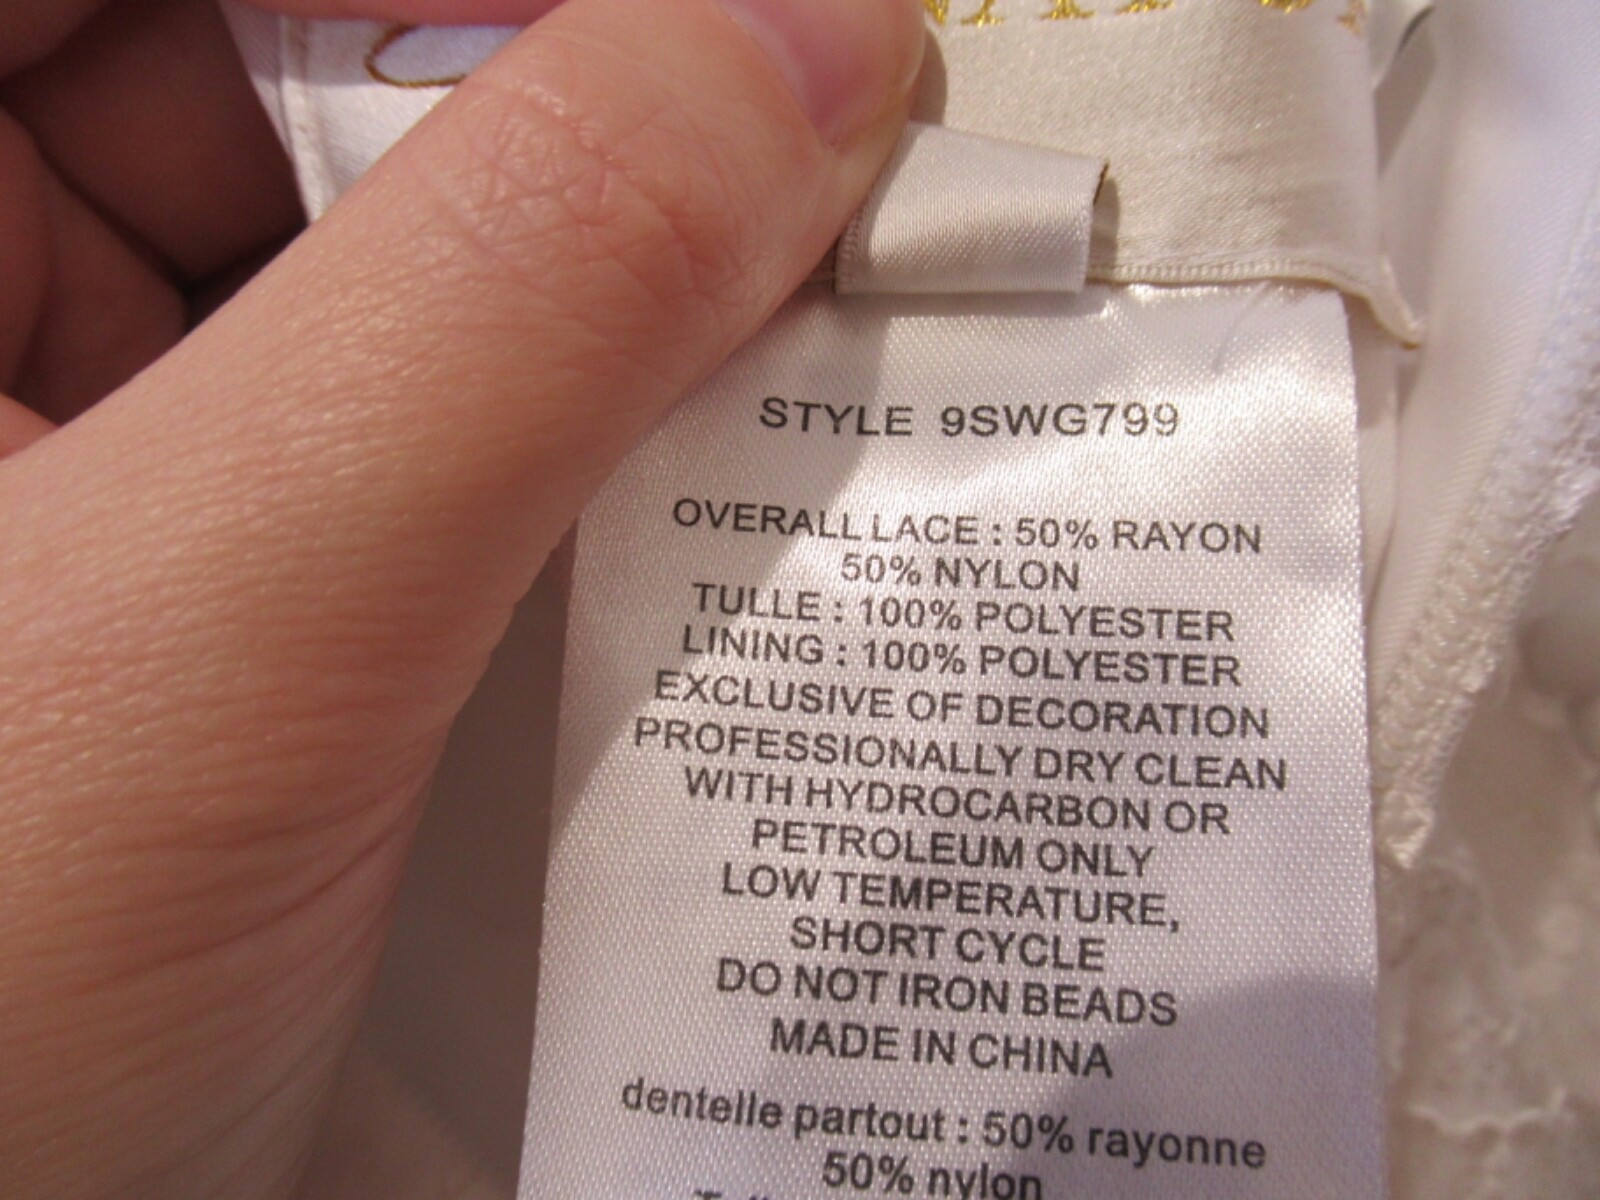 STYLE 9SWG799
OVERALL LACE : 50% RAYON
50% NYLON
TULLE : 100% POLYESTER
LINING : 100% POLYESTER
EXCLUSIVE OF DECORATION
PROFESSIONALLY DRY CLEAN
WITH HYDROCARBON OR
PETROLEUM ONLY
LOW TEMPERATURE,
SHORT CYCLE
DO NOT IRON BEADS
MADE IN CHINA
dentelle partout : 50% rayonne
50% nylon